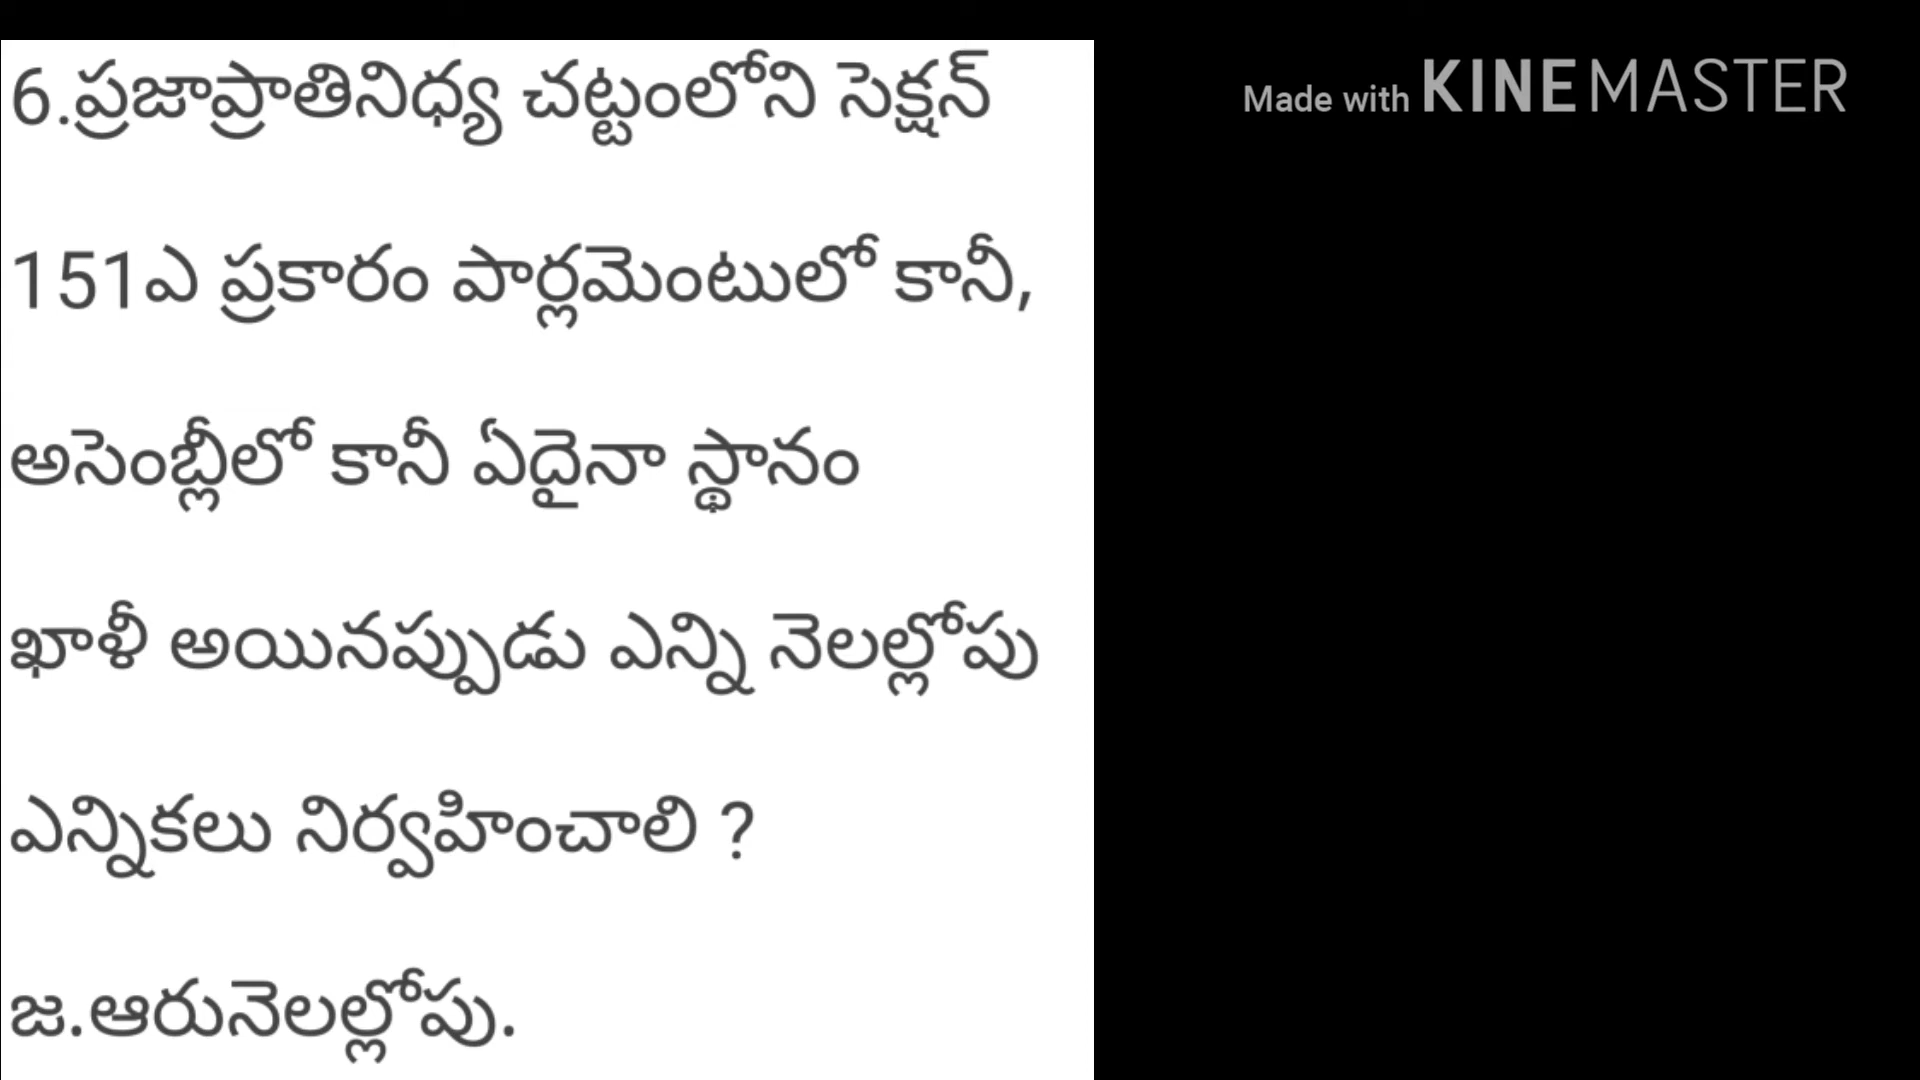 6.ప్రజాప్రాతినిధ్య చట్టంలోని సెక్షన్
151ఎ ప్రకారం పార్లమెంటులో కానీ,
అసెంబ్లీలో కానీ ఏదైనా స్థానం
ఖాళీ అయినప్పుడు ఎన్ని నెలల్లోపు
ఎన్నికలు నిర్వహించాలి ?
జ.ఆరునెలల్లోపు.
Made with KINEMASTER